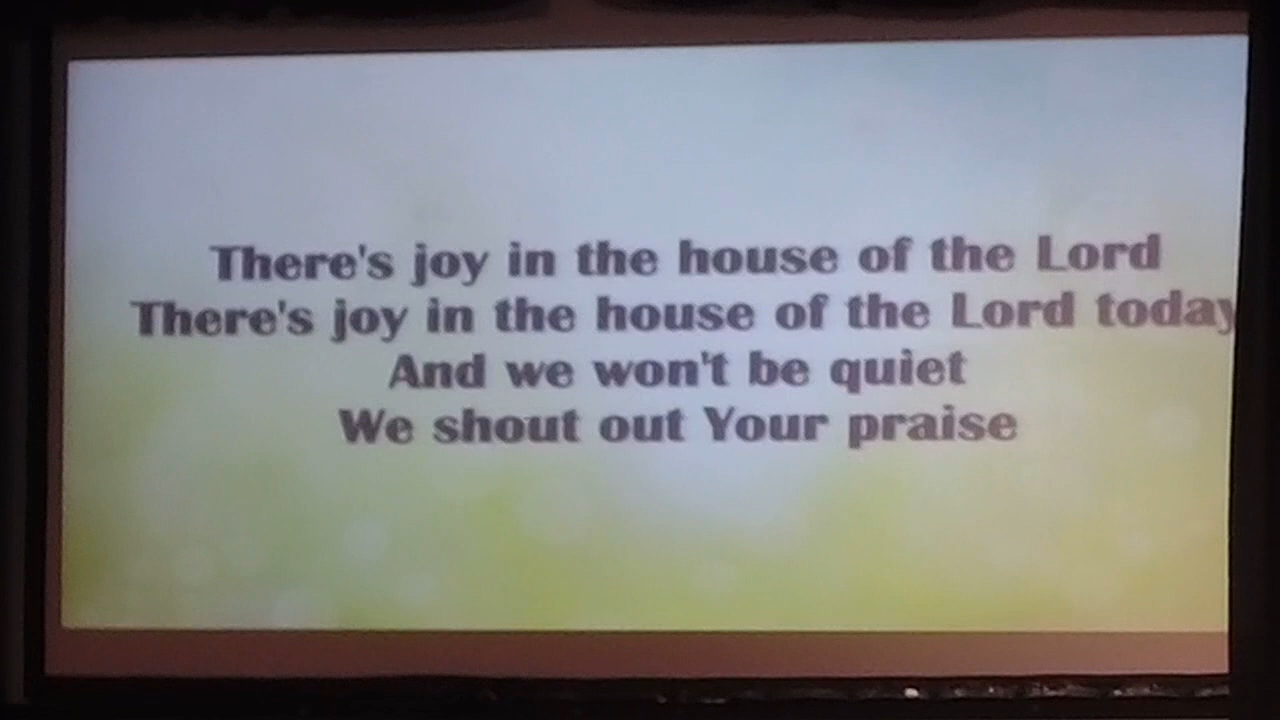 There's joy in the house of the Lord
There's joy in the house of the Lord today
And we won't be quiet
We shout out Your praise